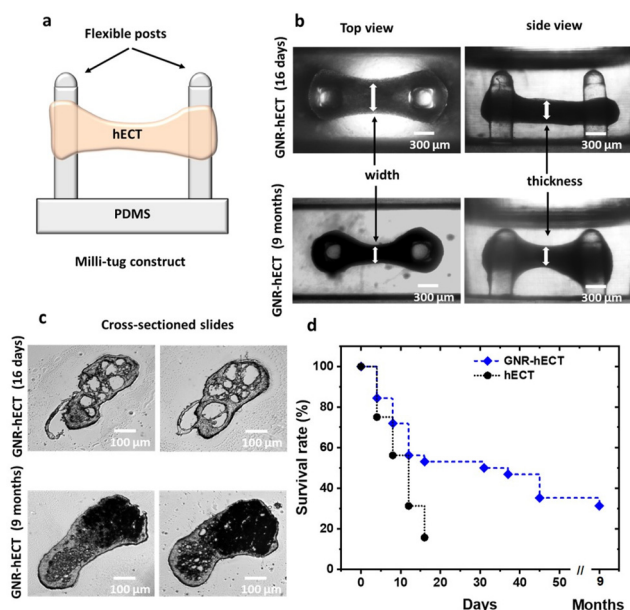 a
Flexible posts
hECT
PDMS
Milli-tug construct
b
Top view
side view
GNR-hECT (16 days)
300 µm
300 µm
width
thickness
GNR-hECT (9 months)
300 µm
300 µm
c
Cross-sectioned slides
GNR-hECT (16 days)
100 µm
100 µm
GNR-hECT (9 months)
100 µm
100 µm
d
GNR-hECT
hECT
Survival rate (%)
100
80
60
40
20
0
0 10 20 30 40 50 // 9
Days
Months